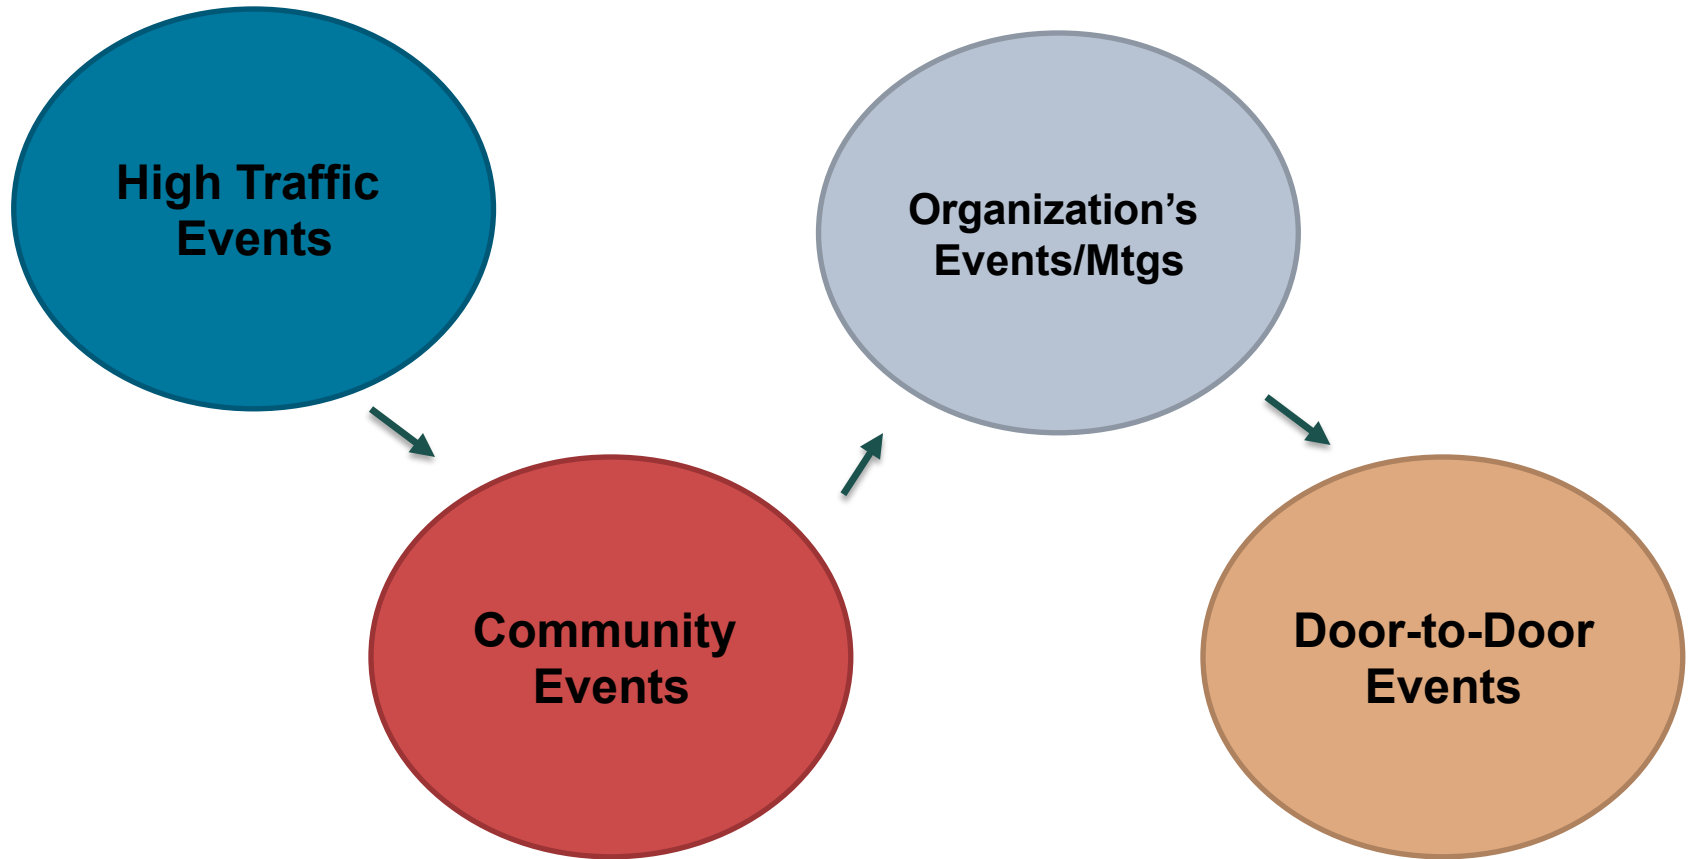 High Traffic
Events
Community
Events
Organization’s
Events/Mtgs
Door-to-Door
Events